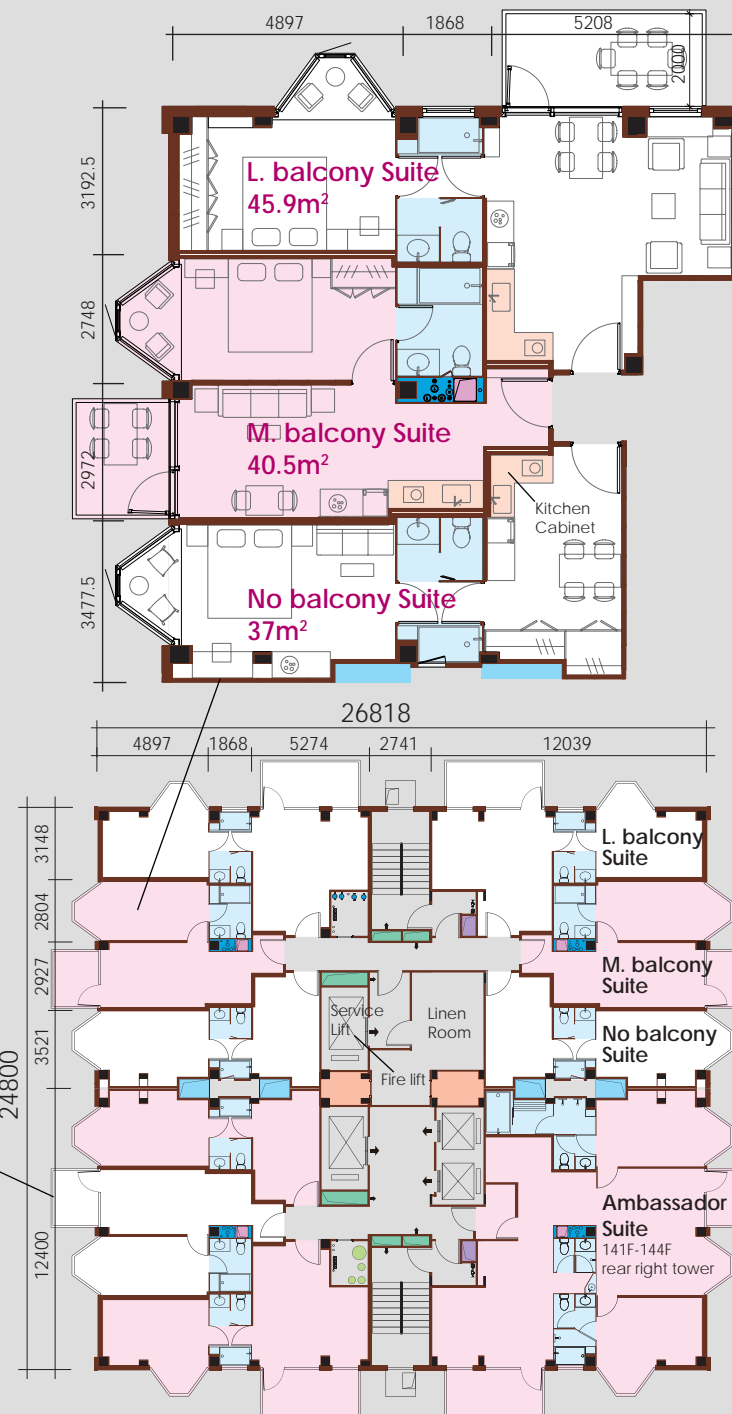 4897
1868
5208
2000
3192.5
L. balcony Suite
45.9m²
2748
M. balcony Suite
40.5m²
2972
Kitchen
Cabinet
3477.5
No balcony Suite
37m²
26818
4897
1868
5274
2741
12039
3148
L. balcony
Suite
2804
2927
M. balcony
Suite
Service
Lift
Linen
Room
3521
No balcony
Suite
Fire lift
24800
12400
Ambassador
Suite
141F-144F
rear right tower